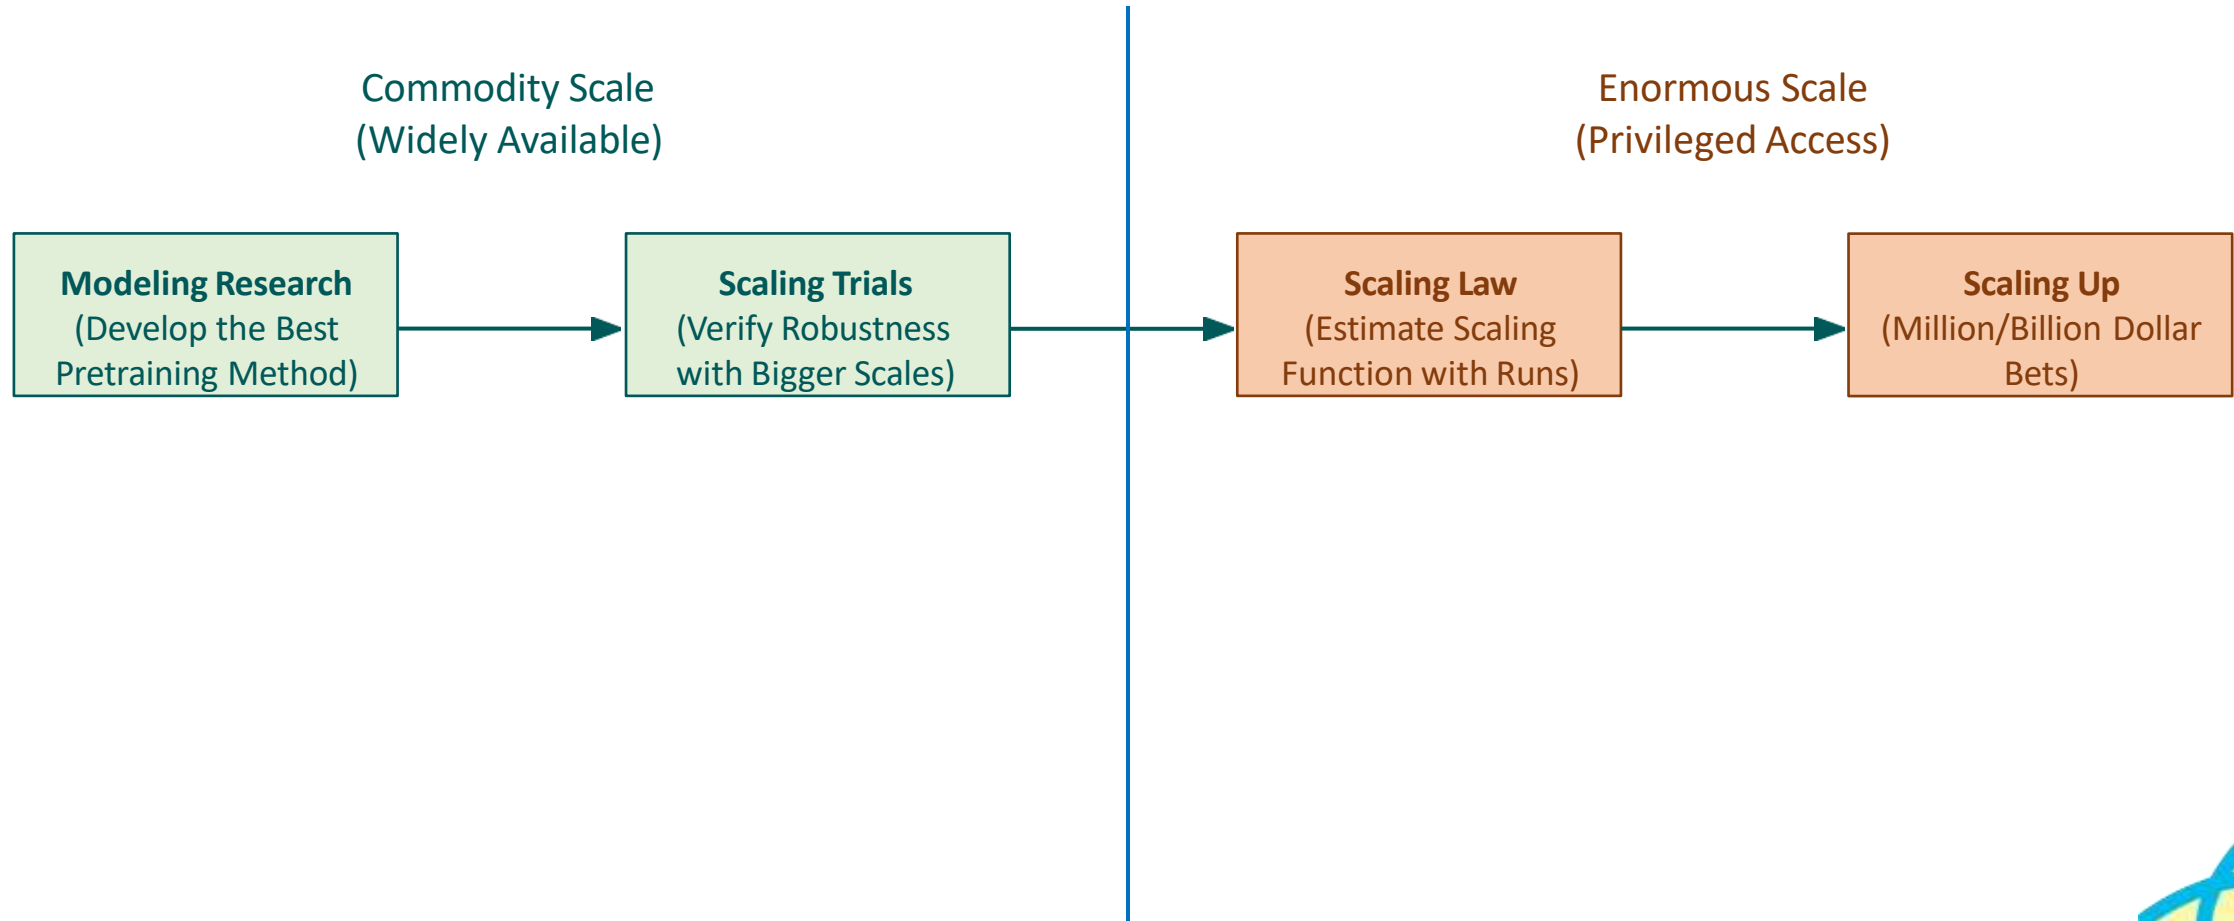 Commodity Scale
(Widely Available)
Enormous Scale
(Privileged Access)
Modeling Research
(Develop the Best
Pretraining Method)
Scaling Trials
(Verify Robustness
with Bigger Scales)
Scaling Law
(Estimate Scaling
Function with Runs)
Scaling Up
(Million/Billion Dollar
Bets)